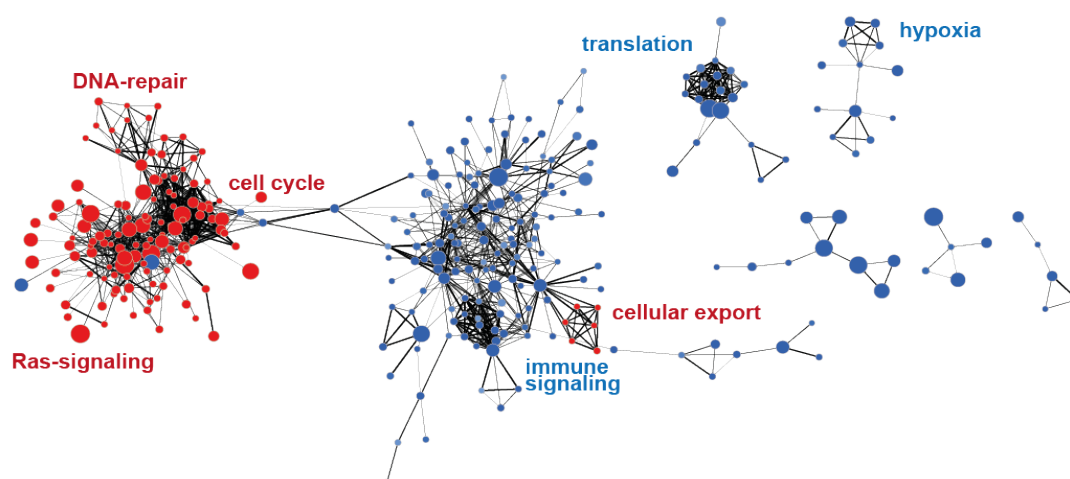 translation
hypoxia
DNA-repair
cell cycle
cellular export
Ras-signaling
immune
signaling